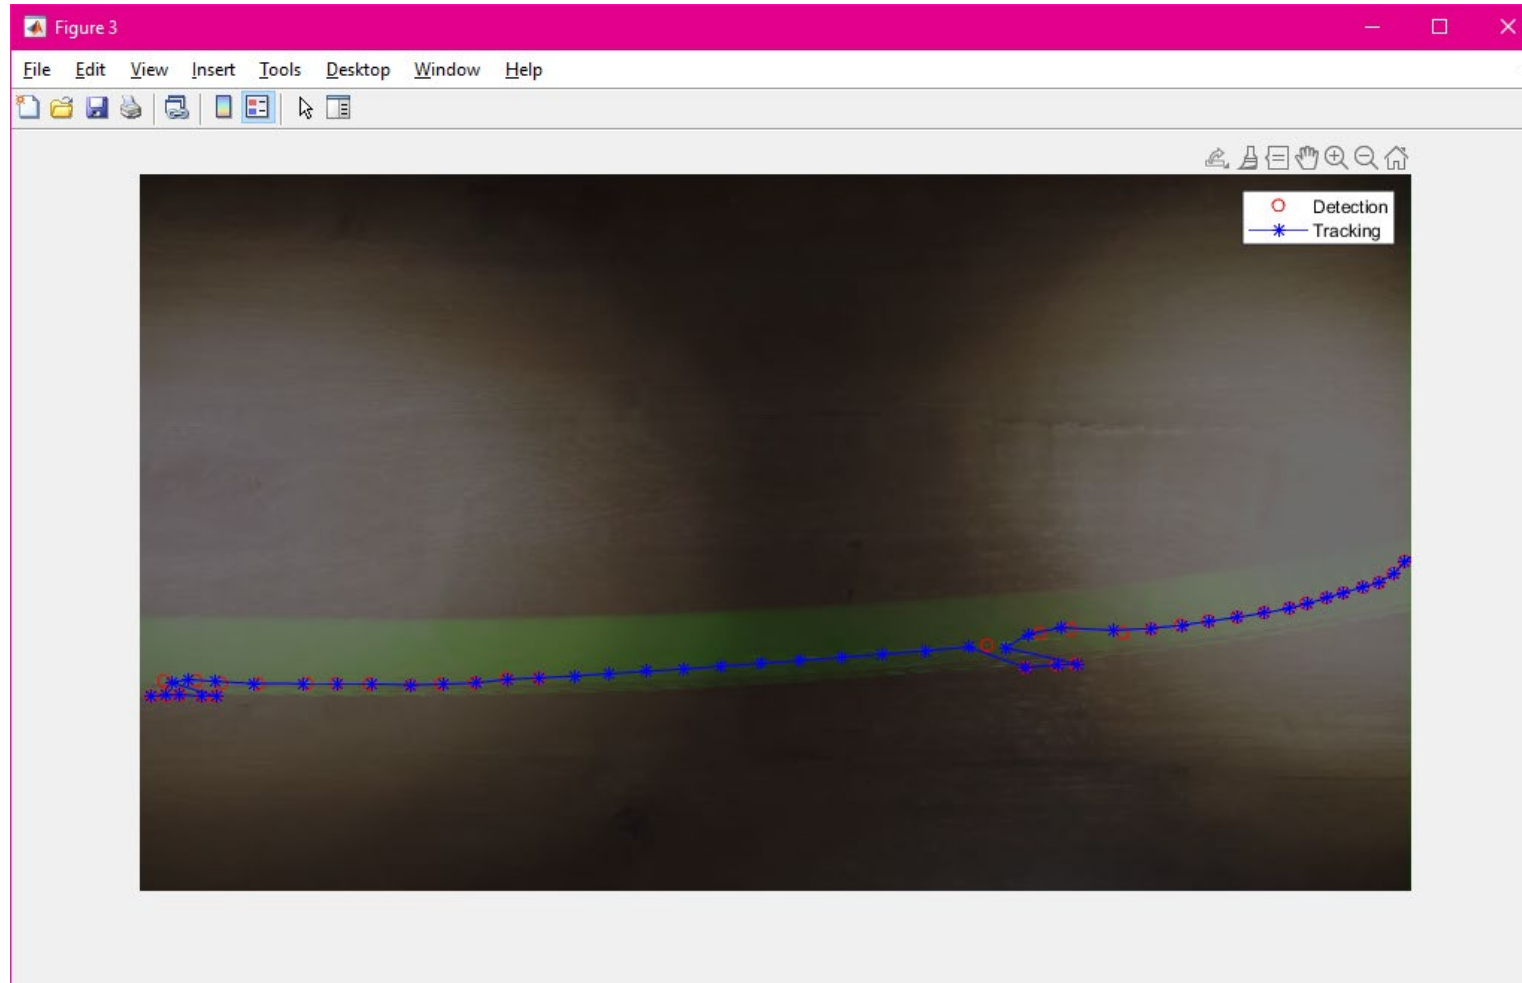 Figure 3
File Edit View Insert Tools Desktop Window Help
Detection
Tracking